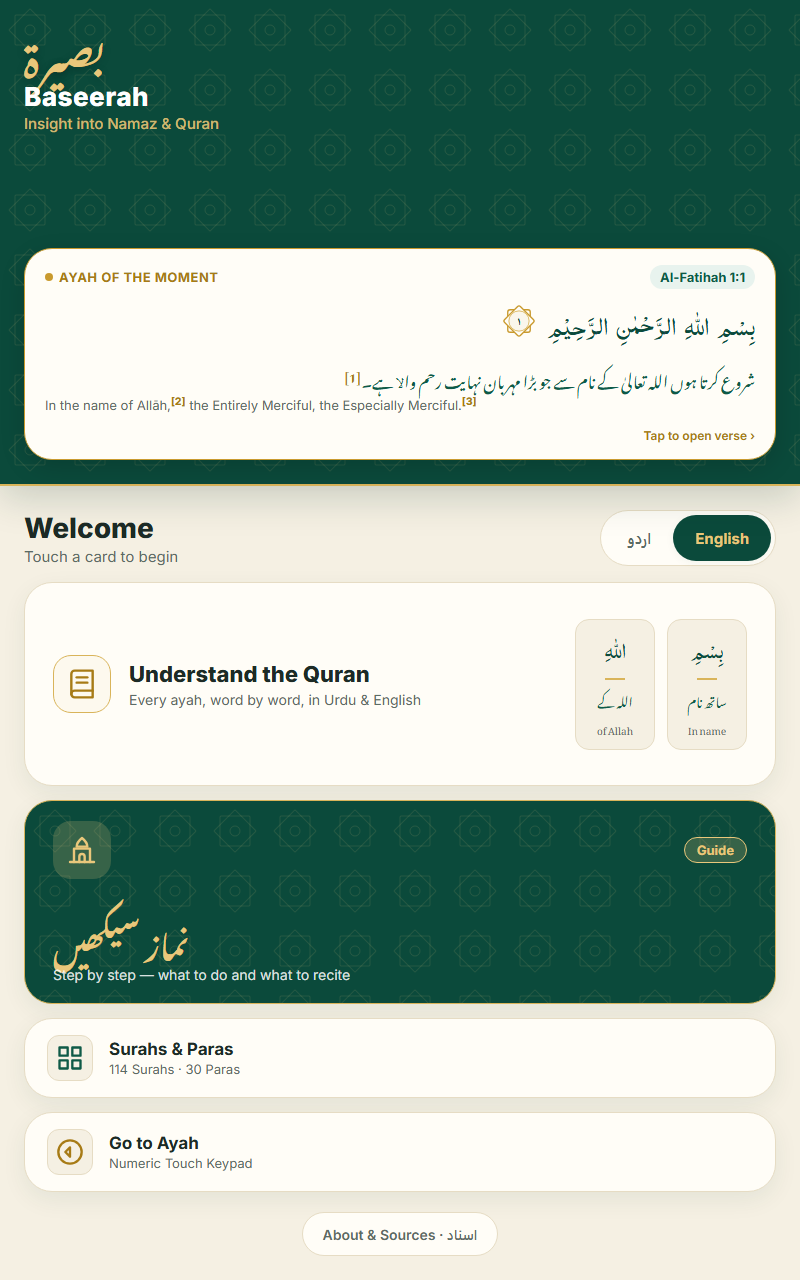 بصيرة
Baseerah
Insight into Namaz & Quran
AYAH OF THE MOMENT
Al-Fatihah 1:1
بِسْمِ اللّٰهِ الرَّحْمٰنِ الرَّحِيْمِ ١
شروع کرتا ہوں اللہ تعالیٰ کے نام سے جو بڑا مہربان نہایت رحم والا ہے۔[1]
In the name of Allāh,[2] the Entirely Merciful, the Especially Merciful.[3]
Tap to open verse ›
Welcome
Touch a card to begin
اردو
English
Understand the Quran
Every ayah, word by word, in Urdu & English
بِسْمِ
ساتھ نام
In name
اللّٰهِ
اللہ کے
of Allah
Guide
نماز سیکھیں
Step by step — what to do and what to recite
Surahs & Paras
114 Surahs · 30 Paras
Go to Ayah
Numeric Touch Keypad
About & Sources · اسناد